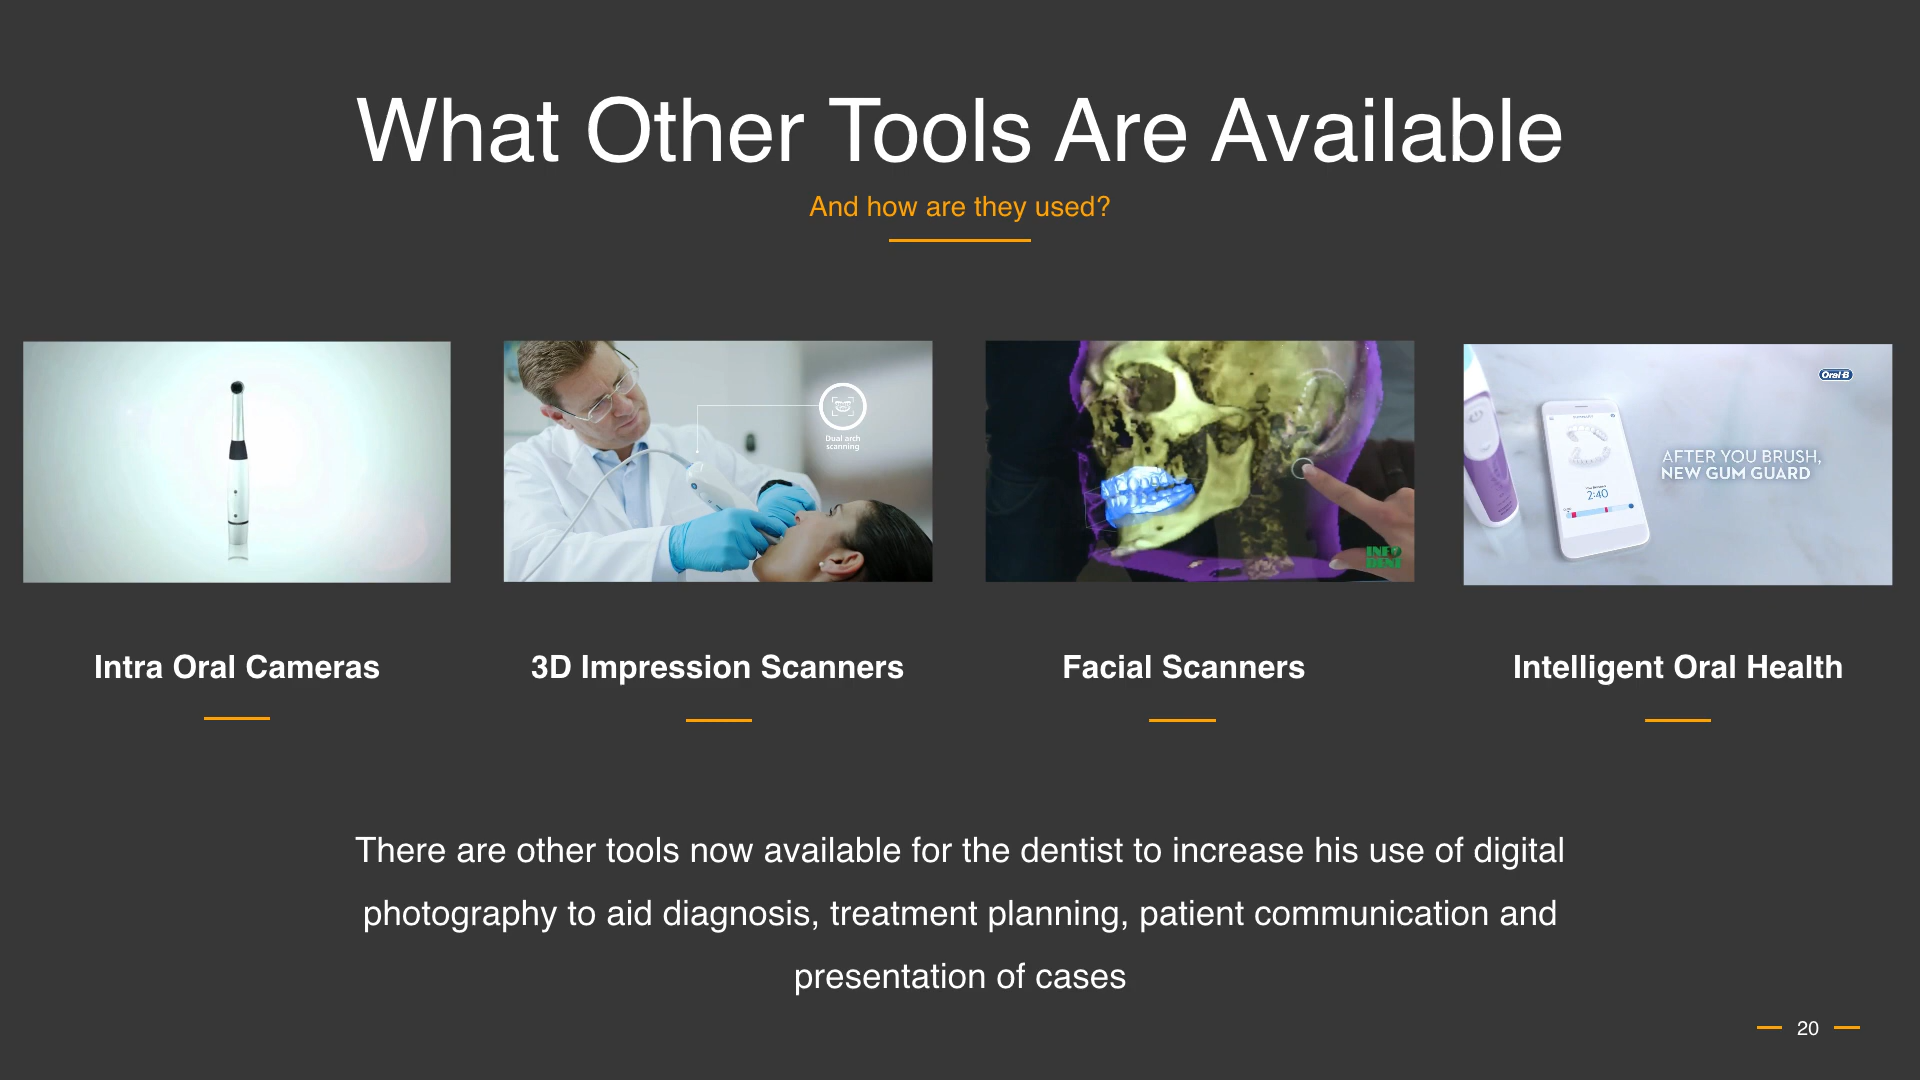 What Other Tools Are Available
And how are they used?
Dual arch
scanning
INFO
DENT
Oral-B
AFTER YOU BRUSH,
NEW GUM GUARD
2:40
Intra Oral Cameras
3D Impression Scanners
Facial Scanners
Intelligent Oral Health
There are other tools now available for the dentist to increase his use of digital
photography to aid diagnosis, treatment planning, patient communication and
presentation of cases
20